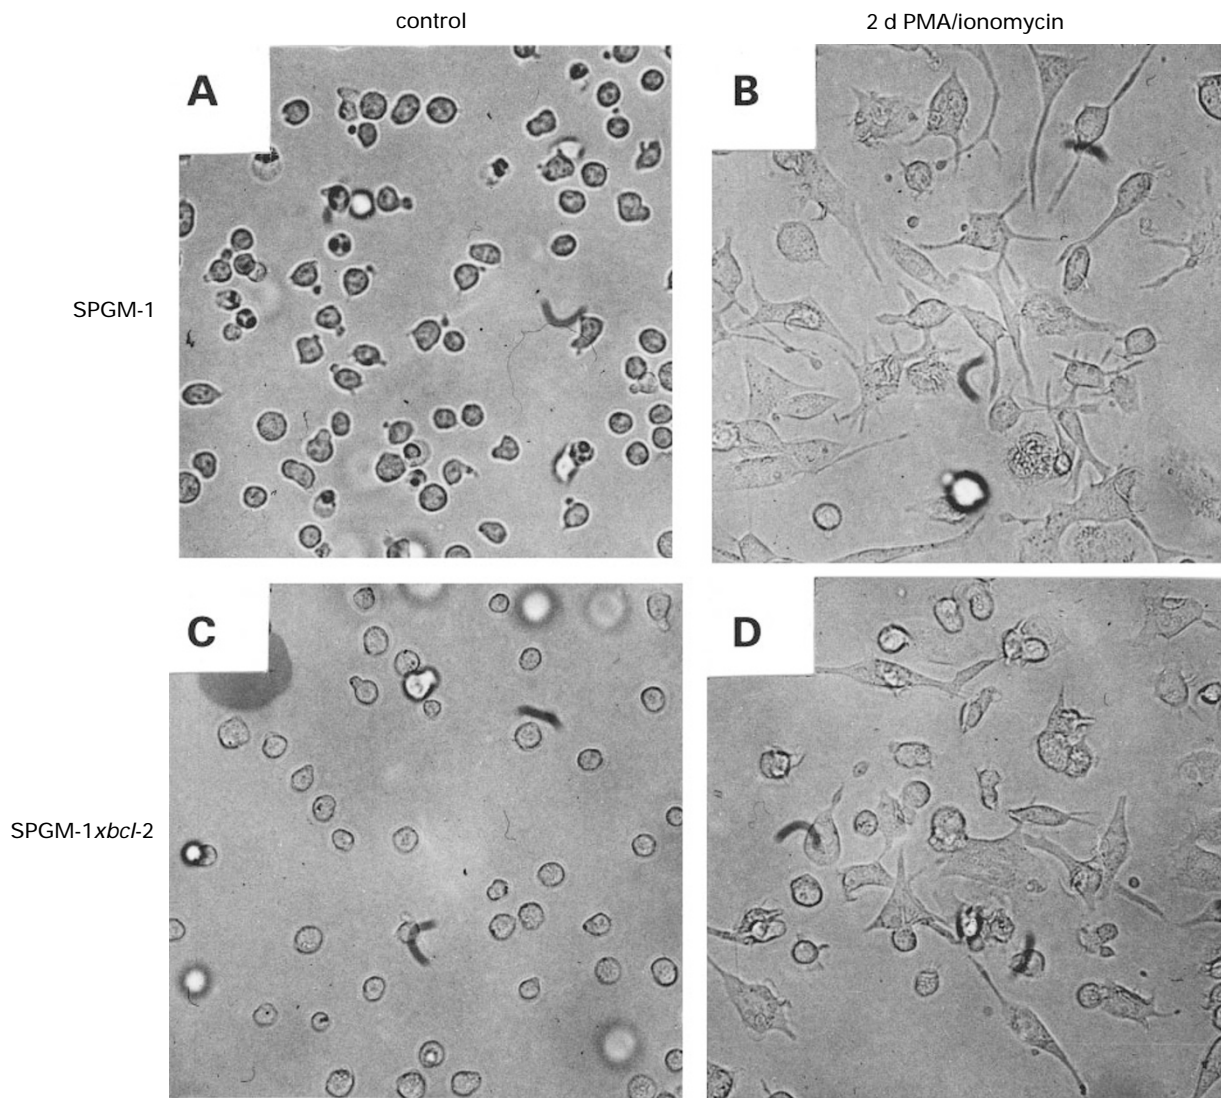 control
2 d PMA/ionomycin
A
B
SPGM-1
C
D
SPGM-1xbcl-2